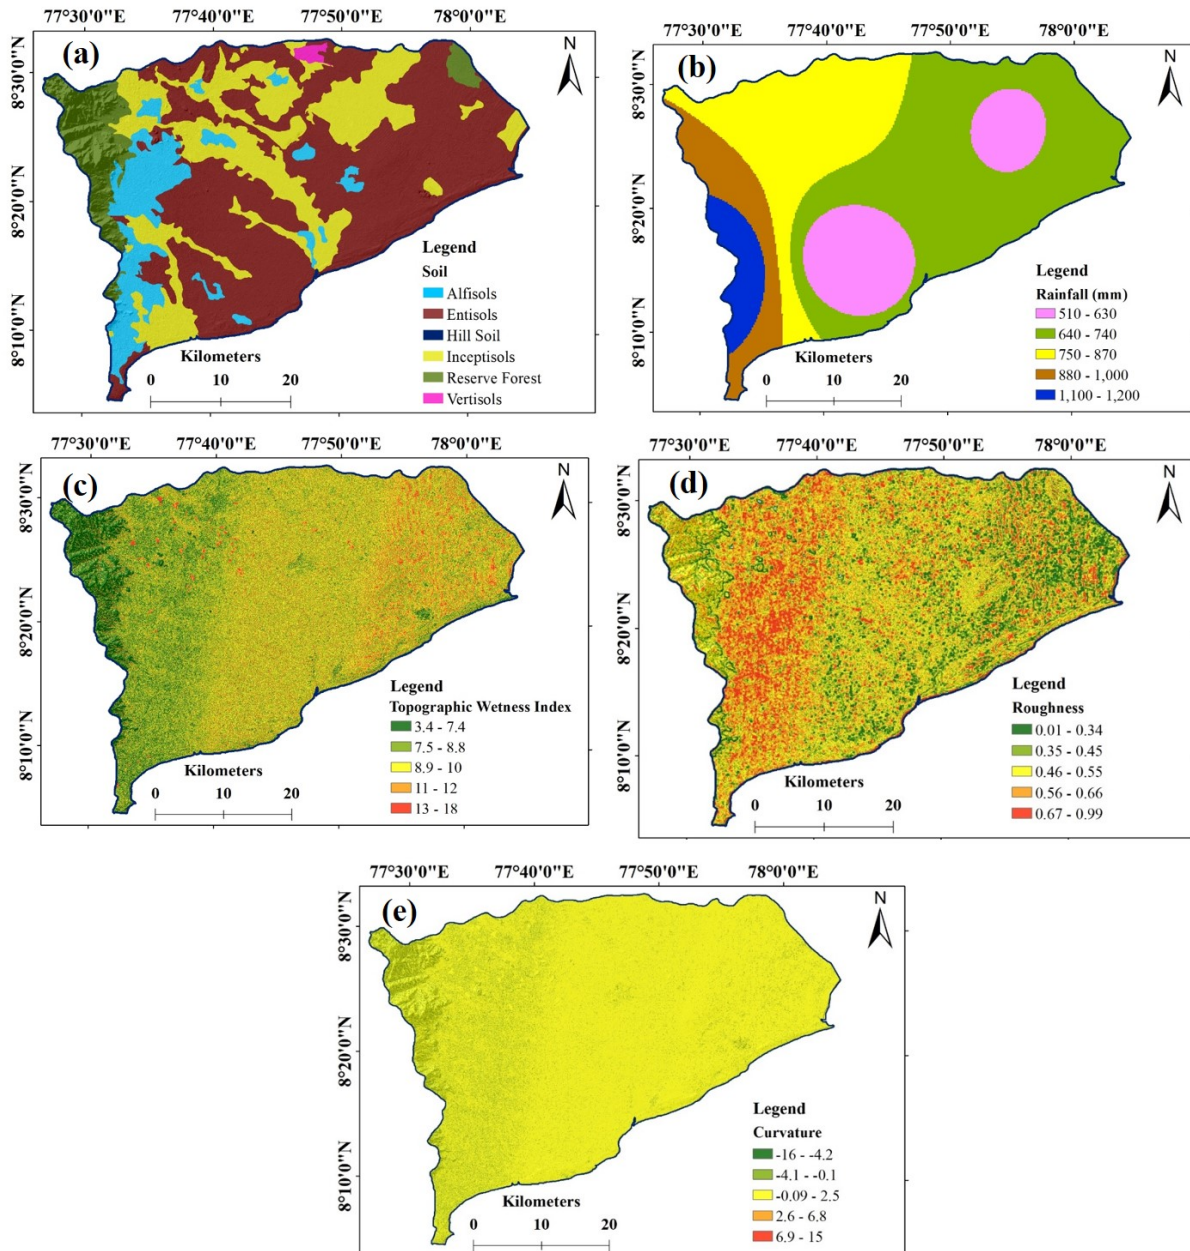 77°30'0"E 77°40'0"E 77°50'0"E 78°0'0"E
(a)
N
8°30'0"N
8°20'0"N
8°10'0"N
Legend
Soil
Alfisols
Entisols
Hill Soil
Inceptisols
Reserve Forest
Vertisols
Kilometers
0 10 20
77°30'0"E 77°40'0"E 77°50'0"E 78°0'0"E
(b)
N
8°30'0"N
8°20'0"N
8°10'0"N
Legend
Rainfall (mm)
510 - 630
640 - 740
750 - 870
880 - 1,000
1,100 - 1,200
Kilometers
0 10 20
77°30'0"E 77°40'0"E 77°50'0"E 78°0'0"E
(c)
N
8°30'0"N
8°20'0"N
8°10'0"N
Legend
Topographic Wetness Index
3.4 - 7.4
7.5 - 8.8
8.9 - 10
11 - 12
13 - 18
Kilometers
0 10 20
77°30'0"E 77°40'0"E 77°50'0"E 78°0'0"E
(d)
N
8°30'0"N
8°20'0"N
8°10'0"N
Legend
Roughness
0.01 - 0.34
0.35 - 0.45
0.46 - 0.55
0.56 - 0.66
0.67 - 0.99
Kilometers
0 10 20
77°30'0"E 77°40'0"E 77°50'0"E 78°0'0"E
(e)
N
8°30'0"N
8°20'0"N
8°10'0"N
Legend
Curvature
-16 - -4.2
-4.1 - -0.1
-0.09 - 2.5
2.6 - 6.8
6.9 - 15
Kilometers
0 10 20